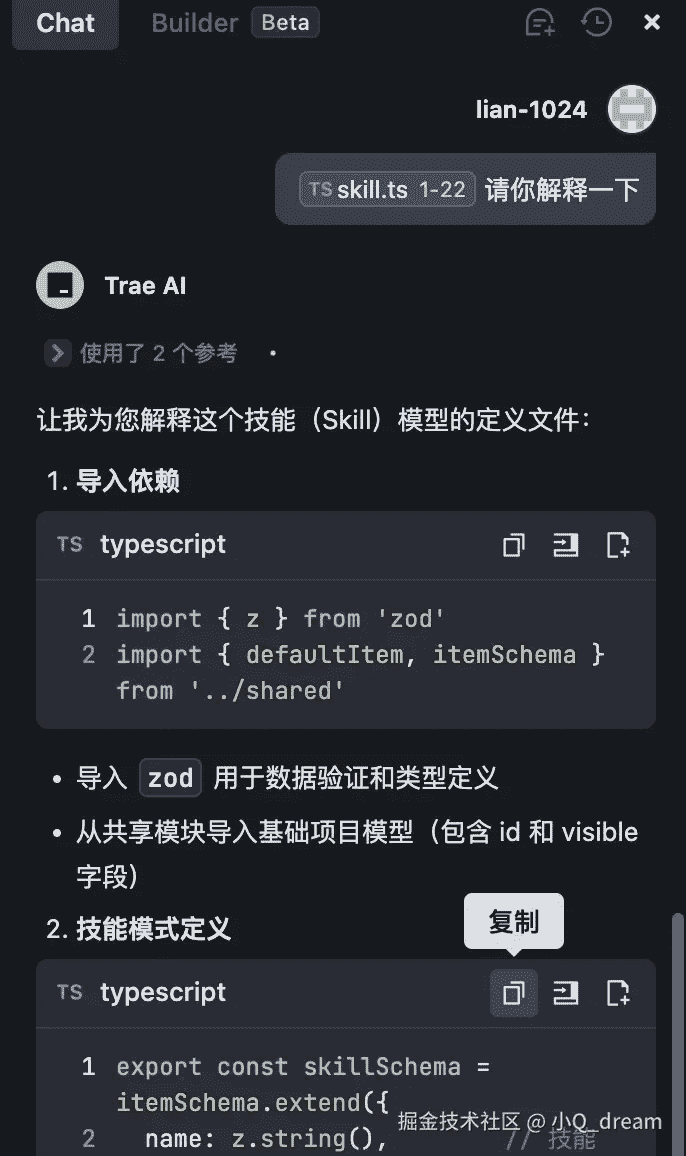 Chat Builder Beta
lian-1024
TS skill.ts 1-22 请你解释一下
Trae AI
使用了 2 个参考
让我为您解释这个技能（Skill）模型的定义文件：
1. 导入依赖
TS typescript
1 import { z } from 'zod'
2 import { defaultItem, itemSchema }
from '../shared'
• 导入 zod 用于数据验证和类型定义
• 从共享模块导入基础项目模型（包含 id 和 visible
字段）
2. 技能模式定义
复制
TS typescript
1 export const skillSchema =
itemSchema.extend({
2 name: z.string(), // 技能
掘金技术社区 @ 小Q_dream